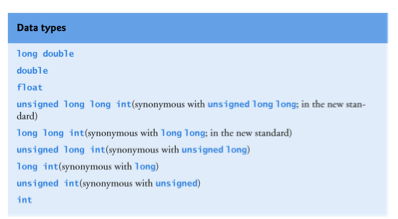 Data types
long double
double
float
unsigned long long int(synonymous with unsigned long long; in the new stan-
dard)
long long int(synonymous with long long; in the new standard)
unsigned long int(synonymous with unsigned long)
long int(synonymous with long)
unsigned int(synonymous with unsigned)
int